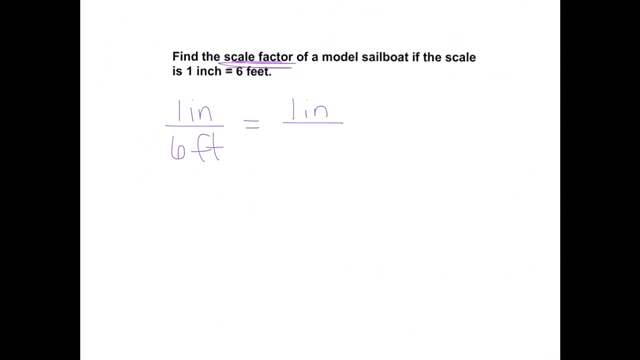 Find the scale factor of a model sailboat if the scale
is 1 inch = 6 feet.
1 in / 6 ft = 1 in